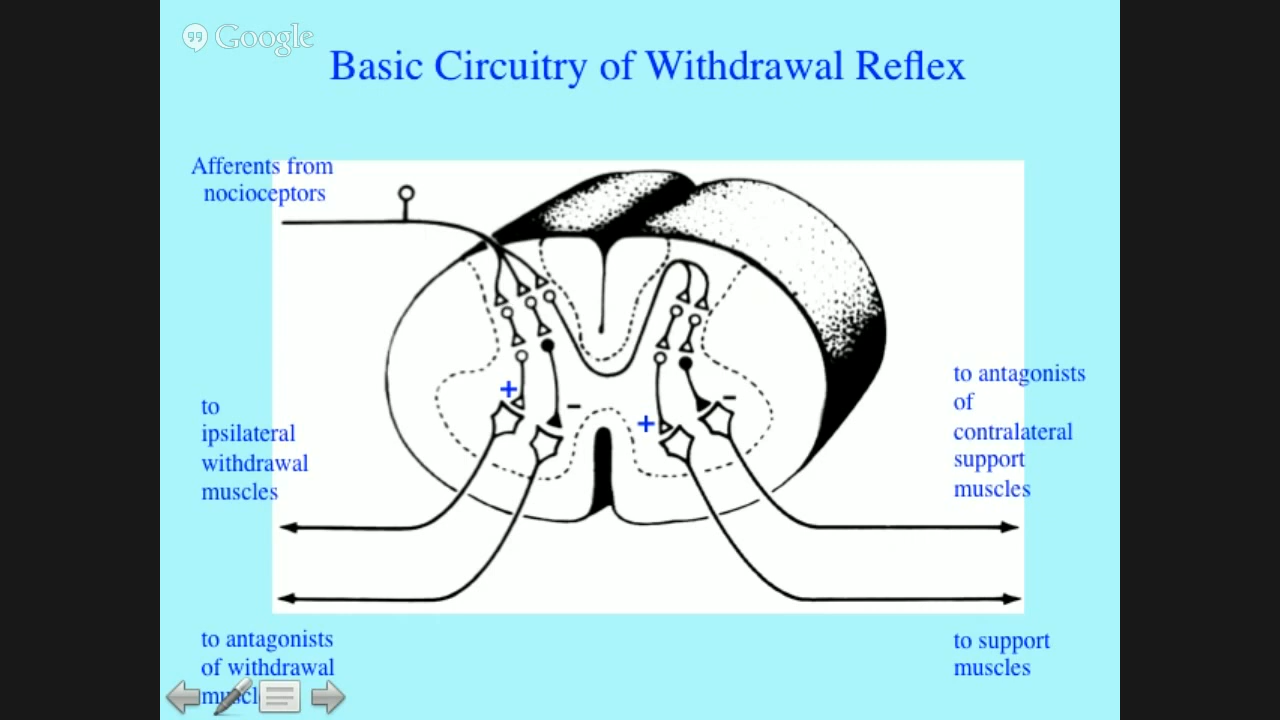 Google
Basic Circuitry of Withdrawal Reflex
Afferents from
nocioceptors
+
-
+
-
to
ipsilateral
withdrawal
muscles
to antagonists
of
contralateral
support
muscles
to antagonists
of withdrawal
to support
muscles